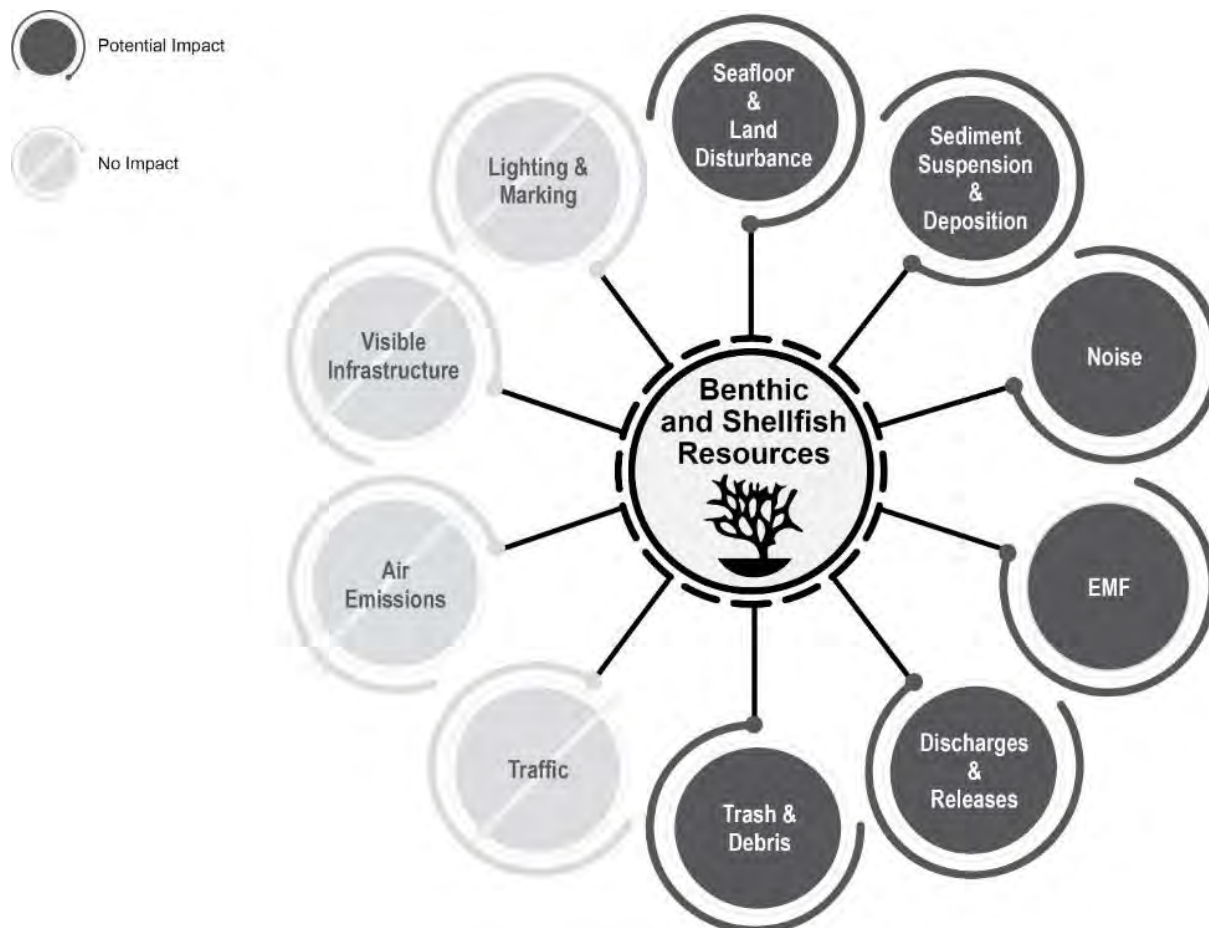 Potential Impact
No Impact
Seafloor
&
Land
Disturbance
Sediment
Suspension
&
Deposition
Noise
EMF
Discharges
&
Releases
Trash &
Debris
Traffic
Air
Emissions
Visible
Infrastructure
Lighting &
Marking
Benthic
and Shellfish
Resources